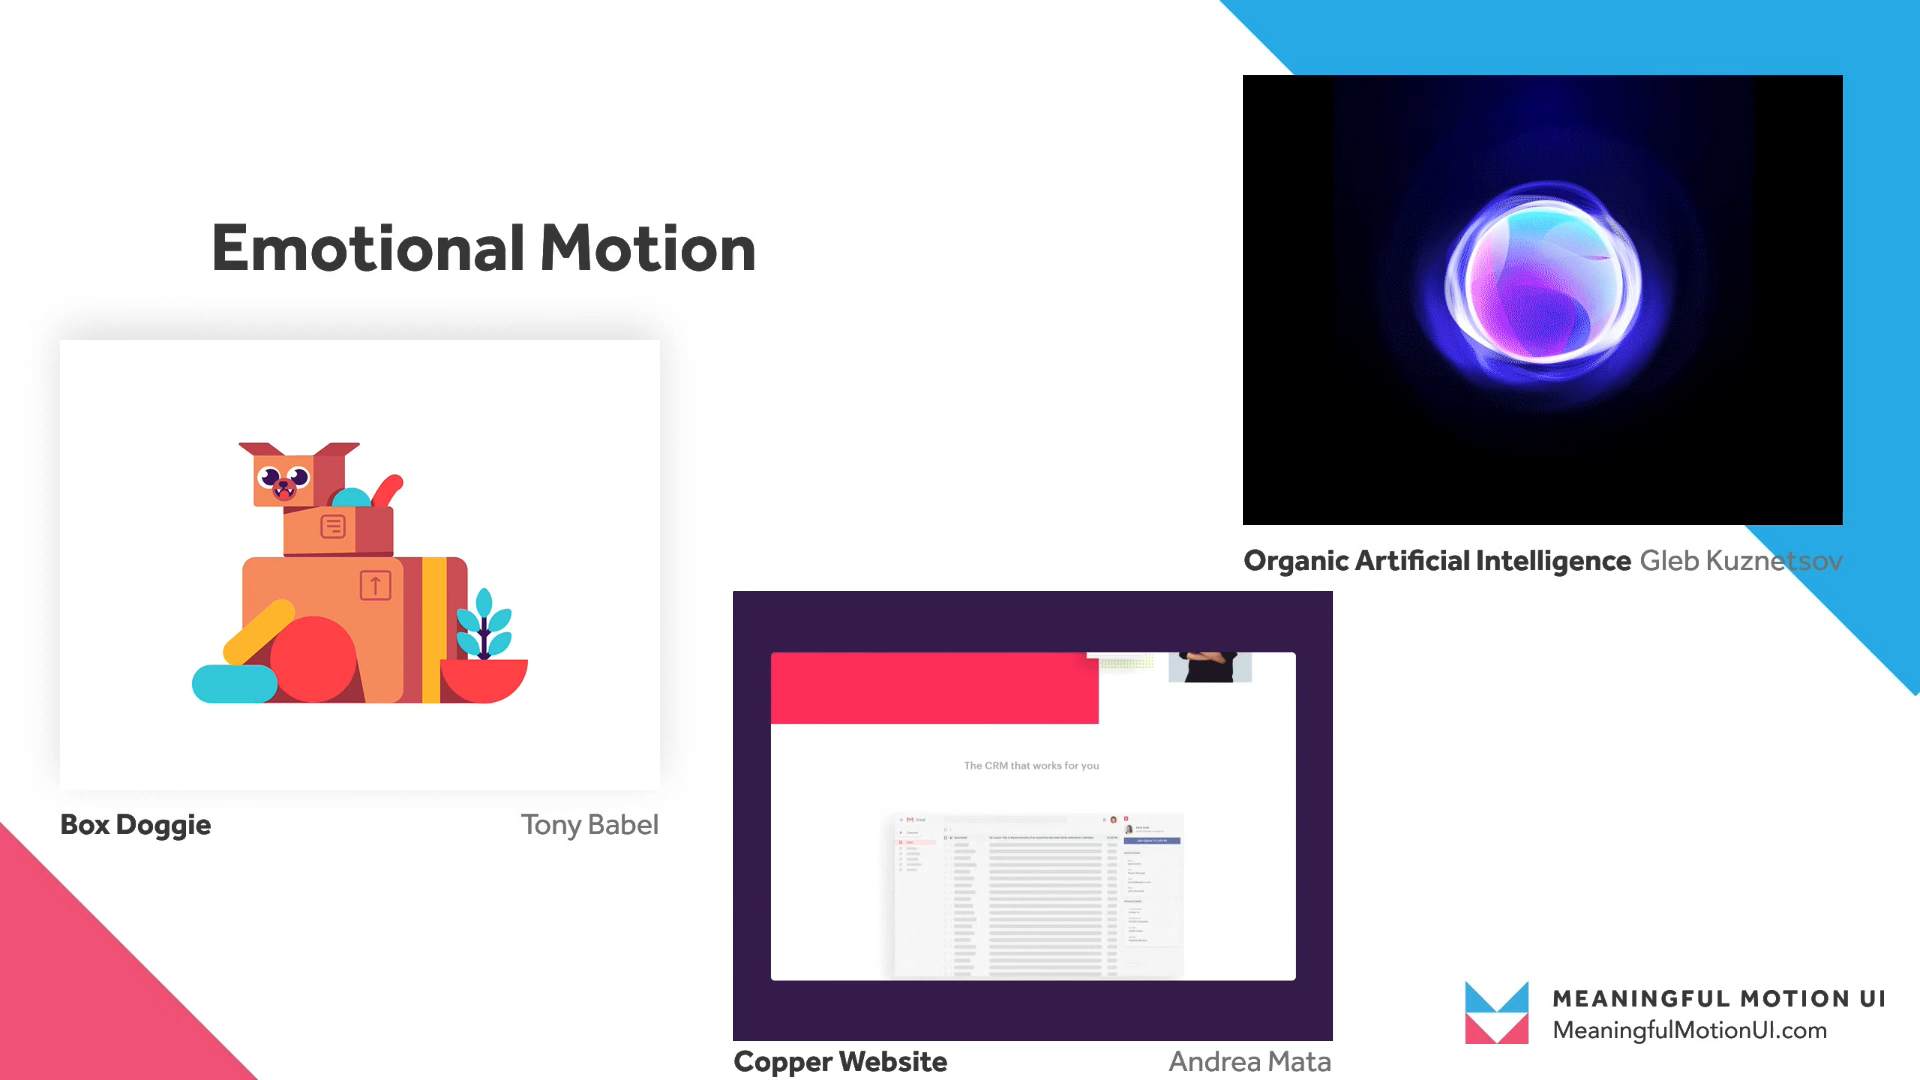 Emotional Motion
Box Doggie Tony Babel
Organic Artificial Intelligence Gleb Kuznetsov
The CRM that works for you
Copper Website Andrea Mata
MEANINGFUL MOTION UI
MeaningfulMotionUI.com